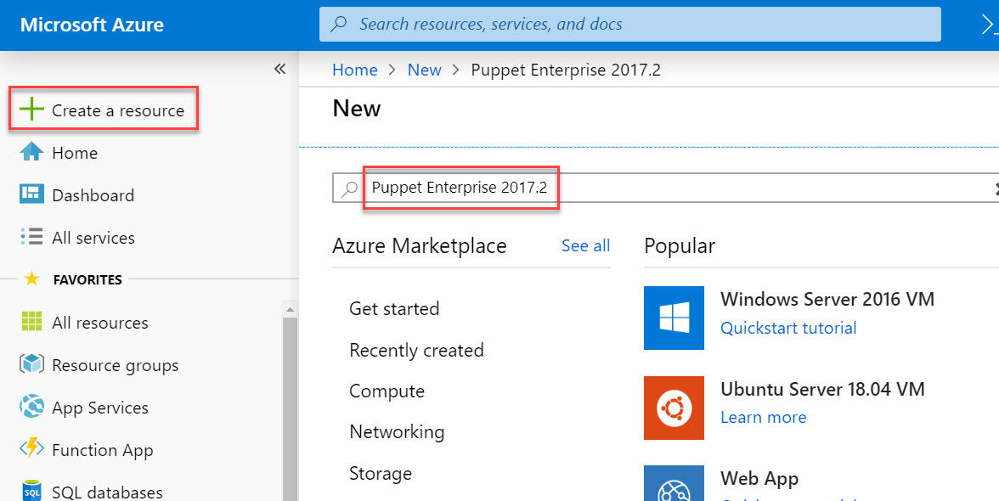 Microsoft Azure
Search resources, services, and docs
Create a resource
Home
Dashboard
All services
FAVORITES
All resources
Resource groups
App Services
Function App
SQL databases
Home > New > Puppet Enterprise 2017.2
New
Puppet Enterprise 2017.2
Azure Marketplace
See all
Get started
Recently created
Compute
Networking
Storage
Popular
Windows Server 2016 VM
Quickstart tutorial
Ubuntu Server 18.04 VM
Learn more
Web App